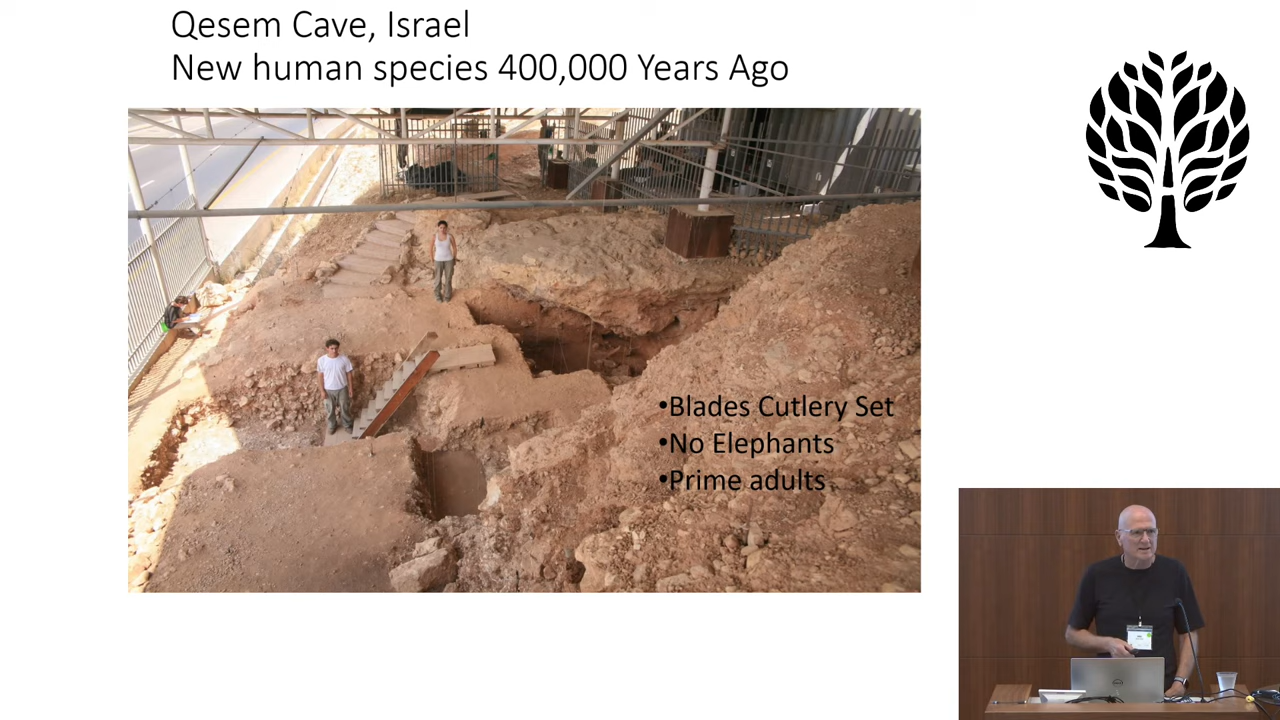 Qesem Cave, Israel
New human species 400,000 Years Ago
•Blades Cutlery Set
•No Elephants
•Prime adults